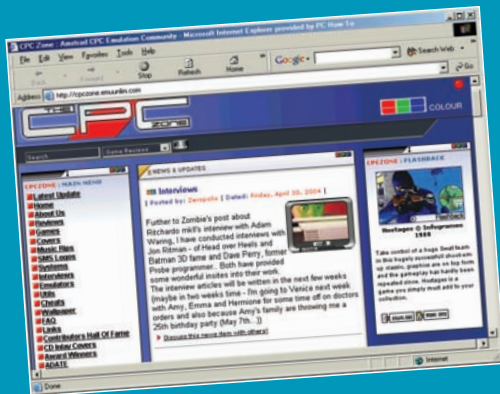 CPC Zone : Amstrad CPC Emulation Community - Microsoft Internet Explorer provided by PC How To
File Edit View Favorites Tools Help
Back Forward Stop Refresh Home
Google
Search Web
Address http://cpczone.emuunlim.com
Go
THE
CPC
ZONE
COLOUR
Search
Game Reviews
CPCZONE : MAIN MENU
Latest Update
Home
About Us
Reviews
Games
Covers
Music Rips
SMS Logos
Systems
Interviews
Emulators
Utils
Cheats
Wallpaper
FAQ
Links
Contributors Hall Of Fame
CD Inlay Covers
Award Winners
ADATE
NEWS & UPDATES
Interviews
| Posted by: Zeropolis | Dated: Friday, April 30, 2004 |
Further to Zombie's post about
Ritchardo mkII's interview with Adam
Waring, I have conducted interviews with
Jon Ritman - of Head over Heels and
Batman 3D fame and Dave Perry, former
Probe programmer . Both have provided
some wonderful insites into their work.
The interview articles will be written in the next few weeks
(maybe in two weeks time - I'm going to Venice next week
with Amy, Emma and Hermione for some time off on doctors
orders and also because Amy's family are throwing me a
25th birthday party (May 7th...))
Discuss this news item with others!
CPCZONE : FLASHBACK
Hostages © Infogrames
1988
Take control of a huge Swat team
in this hugely successful shoot-em-
up classic, graphics are on top form
and the gameplay has hardly been
repeated since. Hostages is a
game you simply must add to your
collection.
Done
Internet